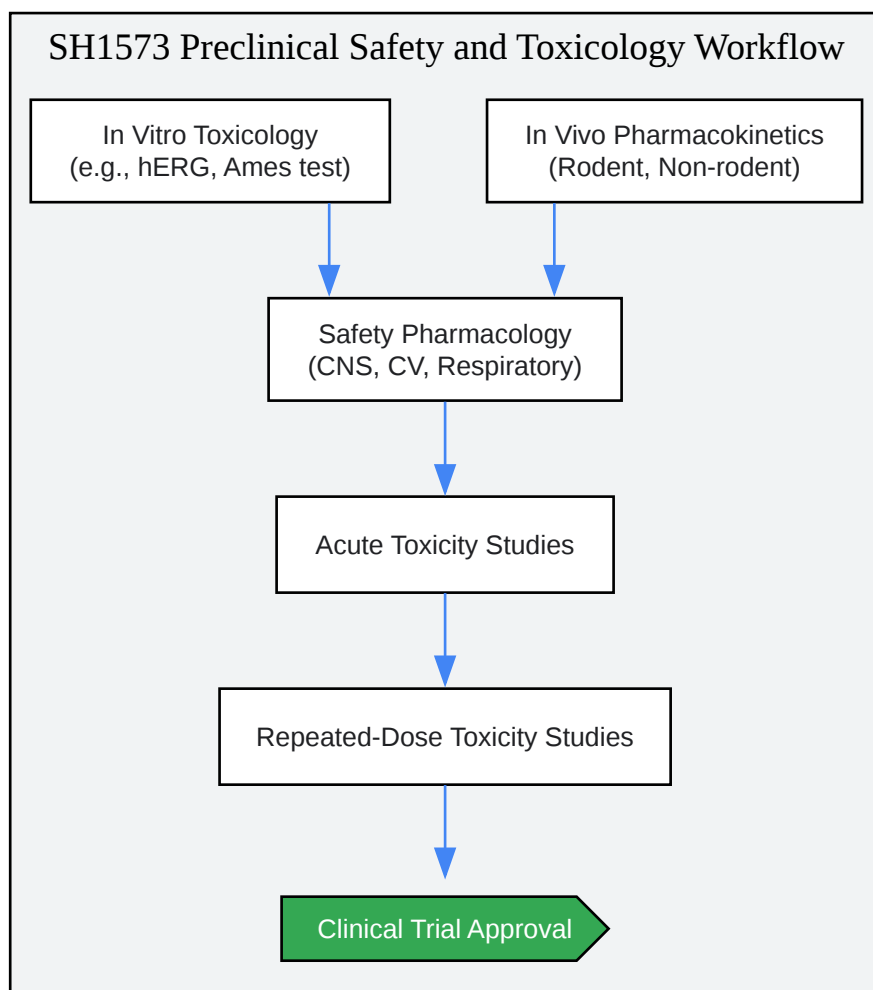 SH1573 Preclinical Safety and Toxicology Workflow
In Vitro Toxicology
(e.g., hERG, Ames test)
In Vivo Pharmacokinetics
(Rodent, Non-rodent)
Safety Pharmacology
(CNS, CV, Respiratory)
Acute Toxicity Studies
Repeated-Dose Toxicity Studies
Clinical Trial Approval